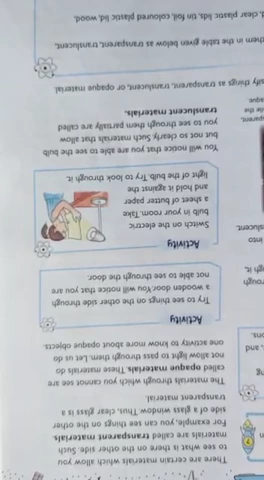 There are certain materials which allow you
to see what is there on the other side. Such
materials are called transparent materials.
For example, you can see things on the other
side of a glass window. Thus, clear glass is a
transparent material.
The materials through which you cannot see are
called opaque materials. These materials do
not allow light to pass through them. Let us do
one activity to know more about opaque objects.
Activity
Try to see things on the other side through
a wooden door. You will notice that you are
not able to see through the door.
Activity
Switch on the electric
bulb in your room. Take
a sheet of butter paper
and hold it against the
light of the bulb. Try to look through it.
You will notice that you are able to see the bulb
but not so clearly. Such materials that allow
you to see through them partially are called
translucent materials.
sify things as transparent, translucent, or opaque material.
them in the table given below as transparent, translucent,
d, clear plastic lids, tin foil, coloured plastic lid, wood.